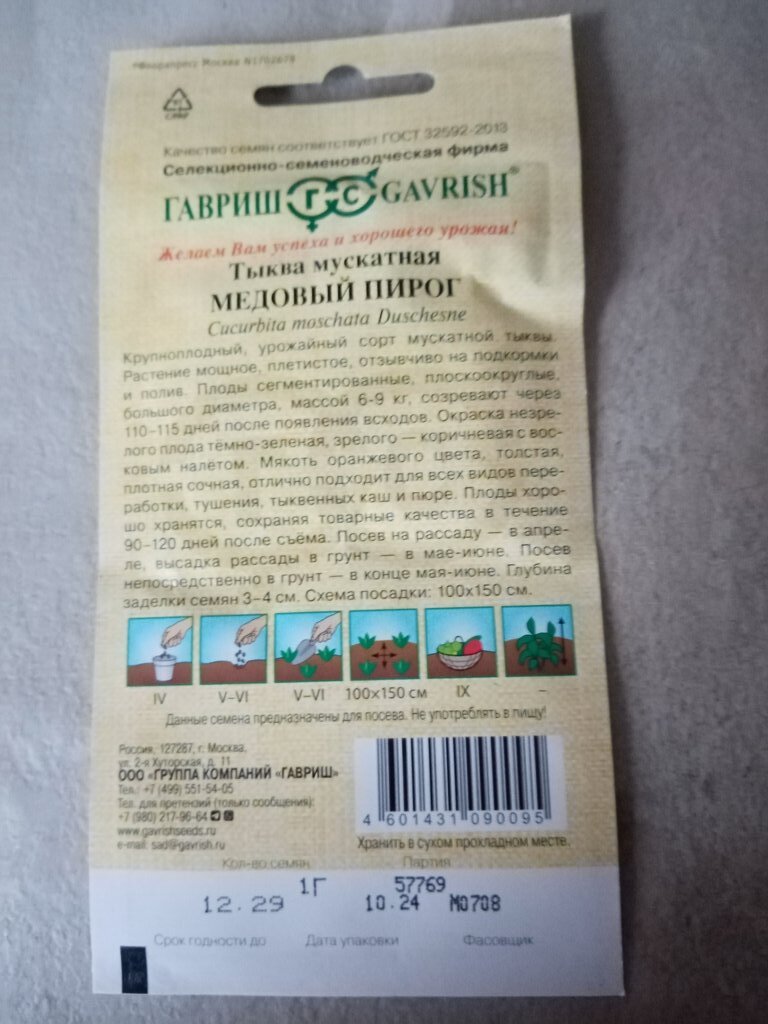 Москва N1702679
Качество семян соответствует ГОСТ 32592-2013
Селекционно-семеноводческая фирма
ГАВРИШ ГС GAVRISH®
Желаем Вам успеха и хорошего урожая!
Тыква мускатная
МЕДОВЫЙ ПИРОГ
Cucurbita moschata Duschesne
Крупноплодный, урожайный сорт мускатной тыквы.
Растение мощное, плетистое, отзывчиво на подкормки
и полив. Плоды сегментированные, плоскоокруглые,
большого диаметра, массой 6-9 кг, созревают через
110–115 дней после появления всходов. Окраска незре-
лого плода тёмно-зеленая, зрелого — коричневая с вос-
ковым налётом. Мякоть оранжевого цвета, толстая,
плотная сочная, отлично подходит для всех видов пере-
работки, тушения, тыквенных каш и пюре. Плоды хоро-
шо хранятся, сохраняя товарные качества в течение
90–120 дней после съёма. Посев на рассаду — в апре-
ле, высадка рассады в грунт — в мае-июне. Посев
непосредственно в грунт — в конце мая-июне. Глубина
заделки семян 3–4 см. Схема посадки: 100х150 см.
IV V–VI V–VI 100х150 см IX –
Данные семена предназначены для посева. Не употреблять в пищу!
Россия, 127287, г. Москва,
ул. 2-я Хуторская, д. 11
ООО «ГРУППА КОМПАНИЙ «ГАВРИШ»
Тел.: +7 (499) 551-54-05
Тел. для претензий (только сообщения):
+7 (980) 217-96-64
www.gavrishseeds.ru
e-mail: sad@gavrish.ru
4 601431 090095
Хранить в сухом прохладном месте.
Кол-во семян Партия
1Г 57769
12.29 10.24 М0708
Срок годности до Дата упаковки Фасовщик